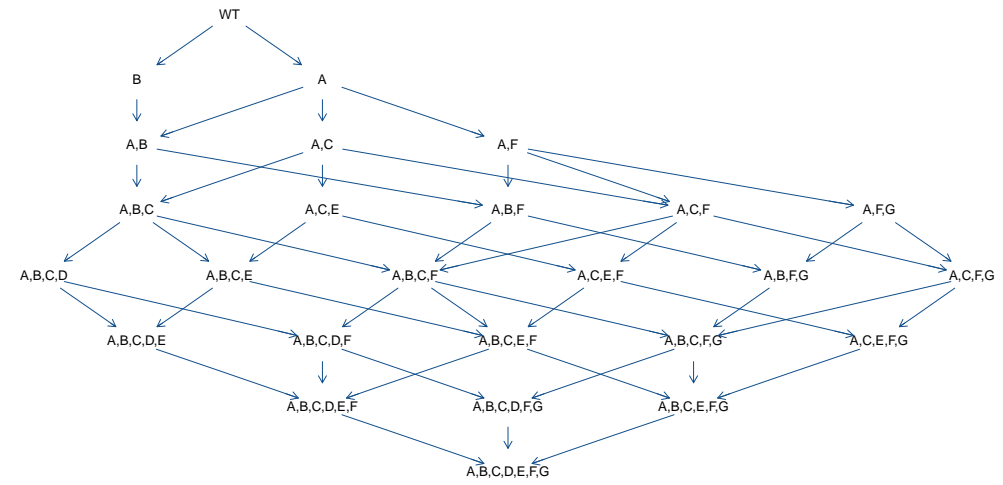 WT
B
A
A,B
A,C
A,F
A,B,C
A,C,E
A,B,F
A,C,F
A,F,G
A,B,C,D
A,B,C,E
A,B,C,F
A,C,E,F
A,B,F,G
A,C,F,G
A,B,C,D,E
A,B,C,D,F
A,B,C,E,F
A,B,C,F,G
A,C,E,F,G
A,B,C,D,E,F
A,B,C,D,F,G
A,B,C,E,F,G
A,B,C,D,E,F,G